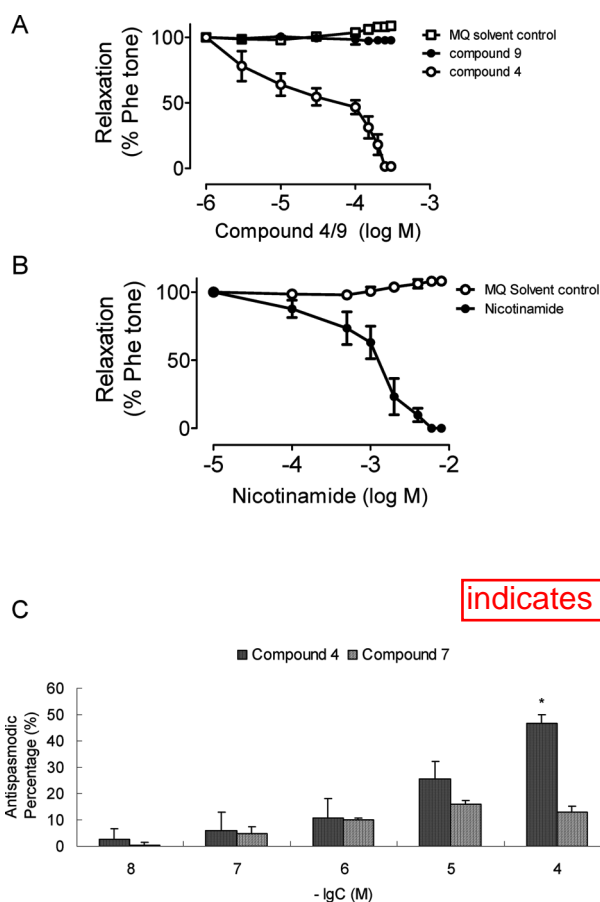 A
Relaxation
(% Phe tone)
100
50
0
-6
-5
-4
-3
Compound 4/9 (log M)
MQ solvent control
compound 9
compound 4
B
Relaxation
(% Phe tone)
100
50
0
-5
-4
-3
-2
Nicotinamide (log M)
MQ Solvent control
Nicotinamide
C
indicates
Compound 4
Compound 7
Antispasmodic
Percentage (%)
60
50
40
30
20
10
0
*
8
7
6
5
4
- lgC (M)